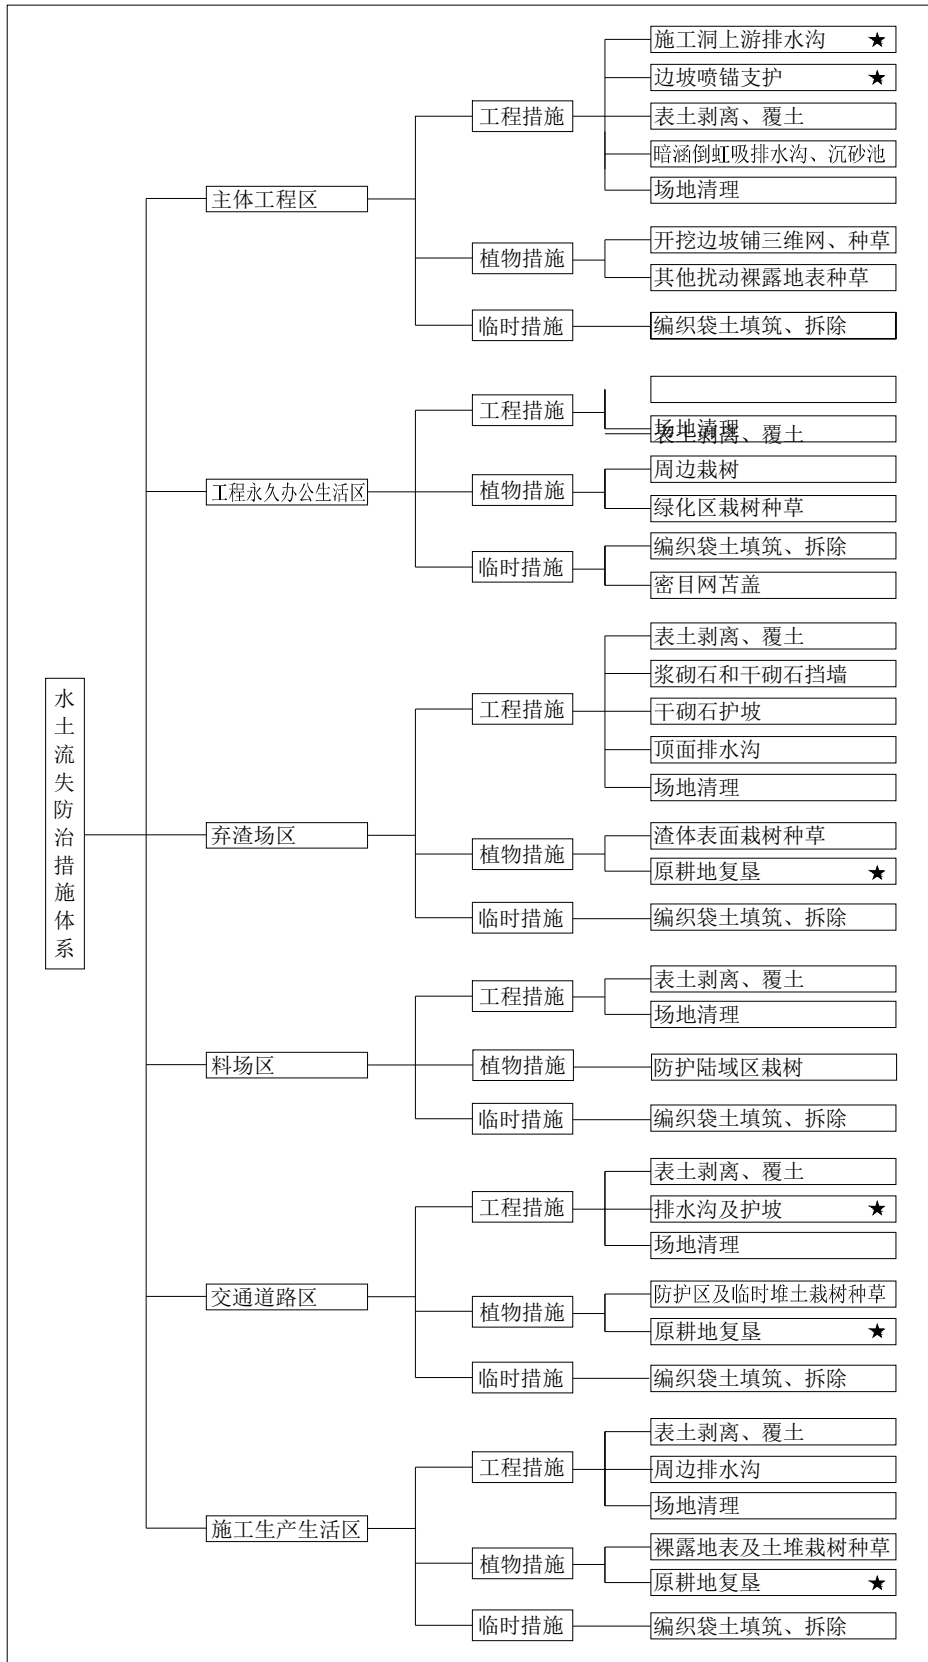 施工洞上游排水沟 ★
边坡喷锚支护 ★
工程措施
表土剥离、覆土
暗涵倒虹吸排水沟、沉砂池
场地清理
主体工程区
开挖边坡铺三维网、种草
植物措施
其他扰动裸露地表种草
临时措施
编织袋土填筑、拆除
工程措施
场地清理
表土剥离、覆土
周边栽树
工程永久办公生活区
植物措施
绿化区栽树种草
编织袋土填筑、拆除
临时措施
密目网苫盖
表土剥离、覆土
浆砌石和干砌石挡墙
工程措施
干砌石护坡
顶面排水沟
场地清理
水土流失防治措施体系
弃渣场区
渣体表面栽树种草
植物措施
原耕地复垦 ★
临时措施
编织袋土填筑、拆除
表土剥离、覆土
工程措施
场地清理
料场区
植物措施
防护陆域区栽树
临时措施
编织袋土填筑、拆除
表土剥离、覆土
工程措施
排水沟及护坡 ★
场地清理
交通道路区
防护区及临时堆土栽树种草
植物措施
原耕地复垦 ★
临时措施
编织袋土填筑、拆除
表土剥离、覆土
工程措施
周边排水沟
场地清理
施工生产生活区
裸露地表及土堆栽树种草
植物措施
原耕地复垦 ★
临时措施
编织袋土填筑、拆除